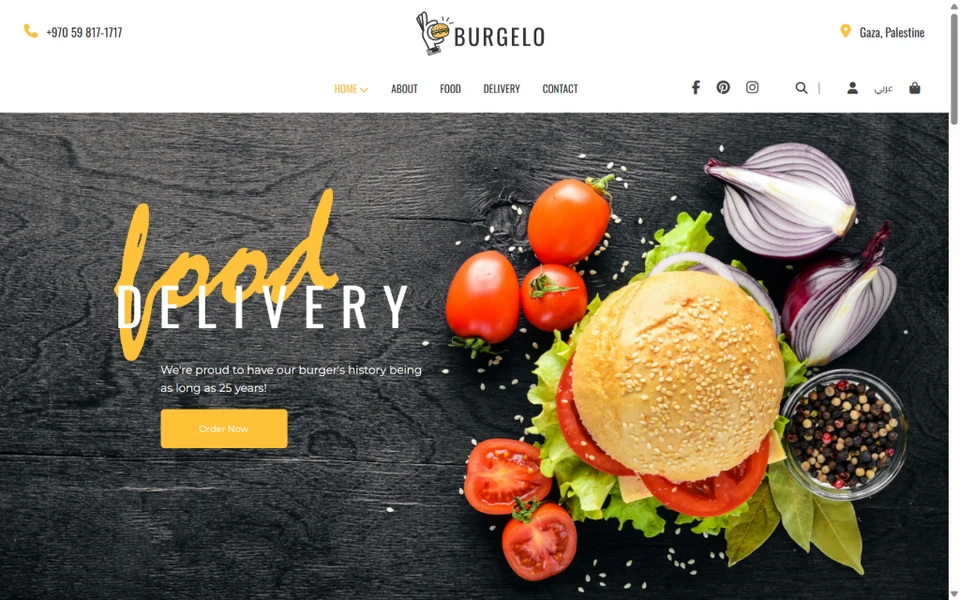 +970 59 817-1717
BURGELO
Gaza, Palestine
HOME
ABOUT
FOOD
DELIVERY
CONTACT
عربي
food
DELIVERY
We're proud to have our burger's history being
as long as 25 years!
Order Now